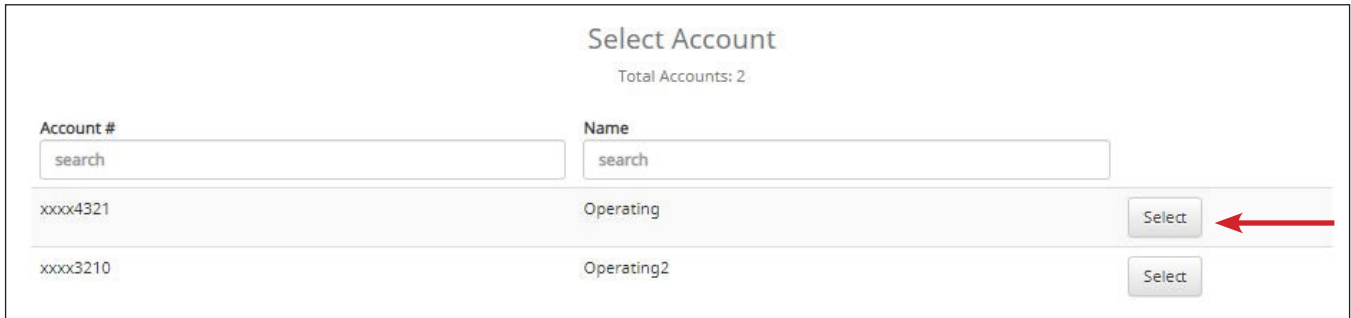 Select Account
Total Accounts: 2
Account # Name
search search
xxxx4321 Operating Select
xxxx3210 Operating2 Select